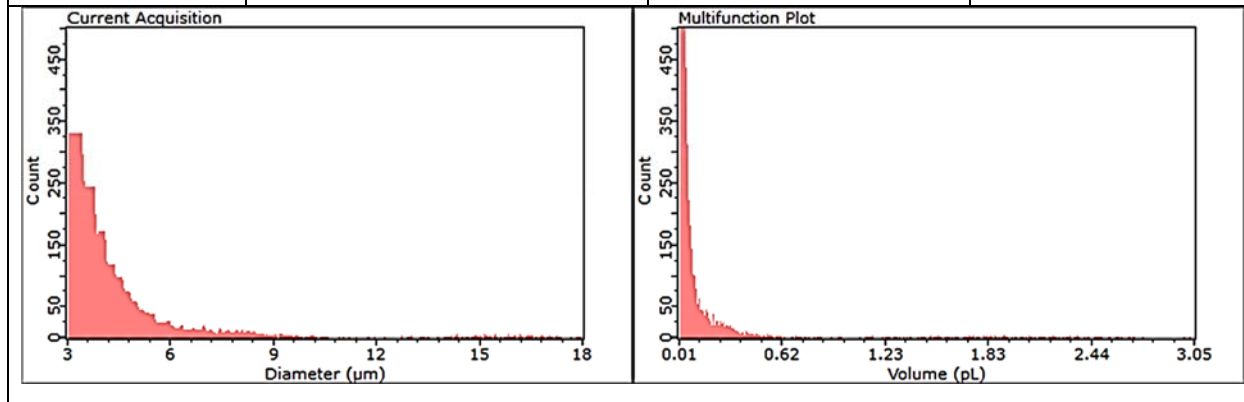 Current Acquisition
450
350
250
150
50
0
Count
3 6 9 12 15 18
Diameter (µm)
Multifunction Plot
450
350
250
150
50
0
Count
0.01 0.62 1.23 1.83 2.44 3.05
Volume (pL)